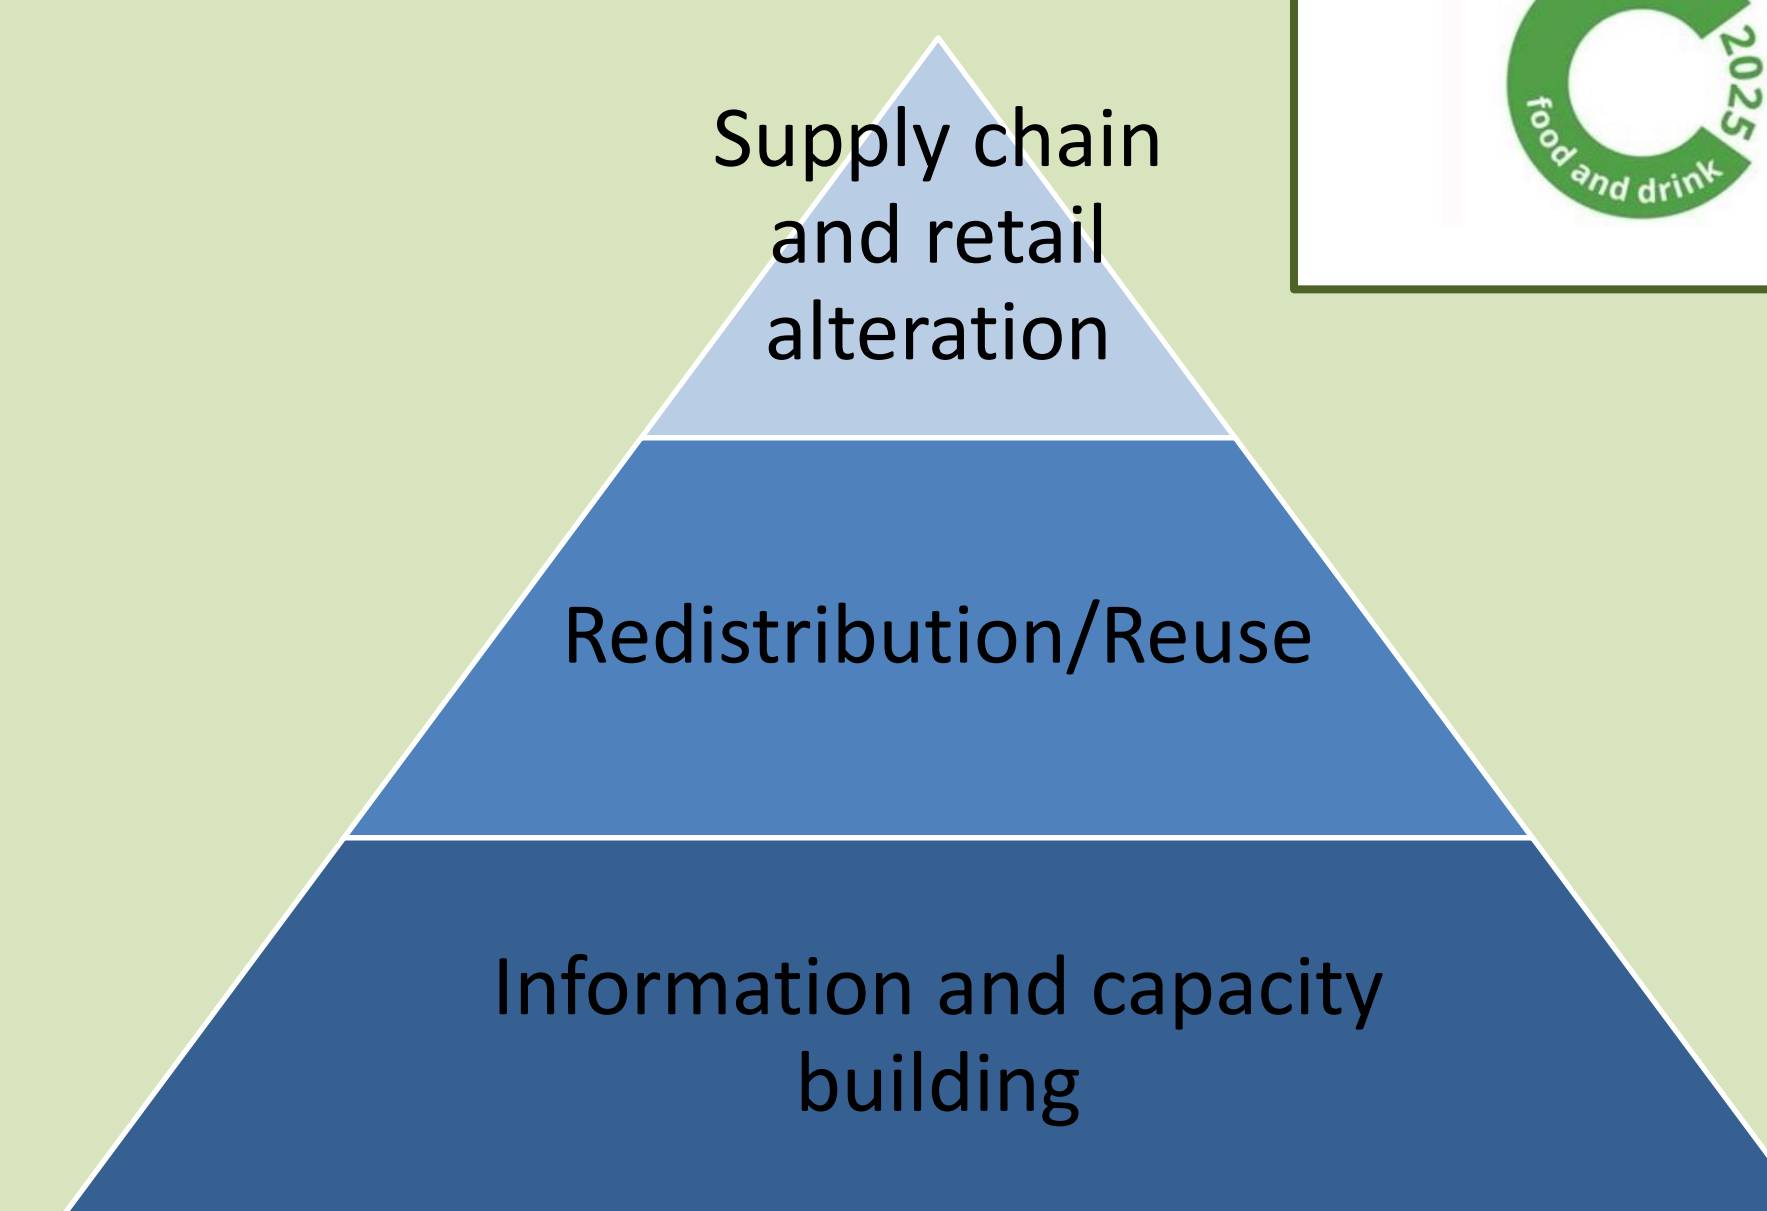 Supply chain
and retail
alteration
2025
food and drink
Redistribution/Reuse
Information and capacity
building